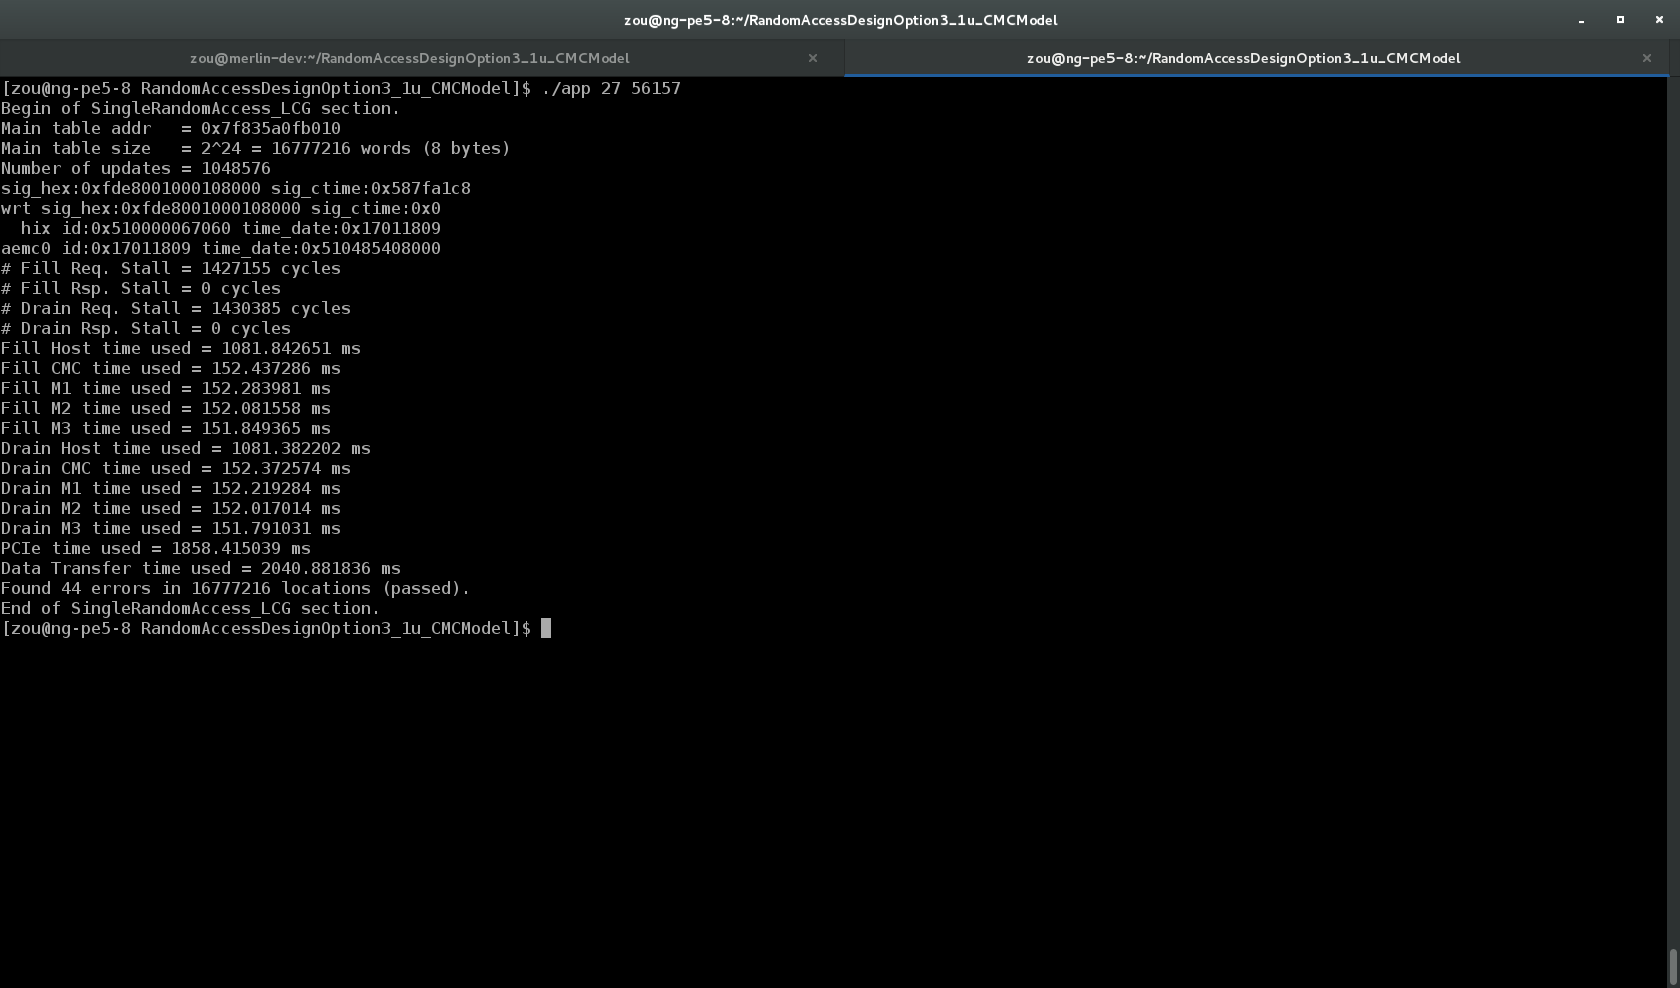 zou@ng-pe5-8:~/RandomAccessDesignOption3_1u_CMCModel
zou@merlin-dev:~/RandomAccessDesignOption3_1u_CMCModel
zou@ng-pe5-8:~/RandomAccessDesignOption3_1u_CMCModel
[zou@ng-pe5-8 RandomAccessDesignOption3_1u_CMCModel]$ ./app 27 56157
Begin of SingleRandomAccess_LCG section.
Main table addr   = 0x7f835a0fb010
Main table size   = 2^24 = 16777216 words (8 bytes)
Number of updates = 1048576
sig_hex:0xfde8001000108000 sig_ctime:0x587fa1c8
wrt sig_hex:0xfde8001000108000 sig_ctime:0x0
  hix id:0x510000067060 time_date:0x17011809
aemc0 id:0x17011809 time_date:0x510485408000
# Fill Req. Stall = 1427155 cycles
# Fill Rsp. Stall = 0 cycles
# Drain Req. Stall = 1430385 cycles
# Drain Rsp. Stall = 0 cycles
Fill Host time used = 1081.842651 ms
Fill CMC time used = 152.437286 ms
Fill M1 time used = 152.283981 ms
Fill M2 time used = 152.081558 ms
Fill M3 time used = 151.849365 ms
Drain Host time used = 1081.382202 ms
Drain CMC time used = 152.372574 ms
Drain M1 time used = 152.219284 ms
Drain M2 time used = 152.017014 ms
Drain M3 time used = 151.791031 ms
PCIe time used = 1858.415039 ms
Data Transfer time used = 2040.881836 ms
Found 44 errors in 16777216 locations (passed).
End of SingleRandomAccess_LCG section.
[zou@ng-pe5-8 RandomAccessDesignOption3_1u_CMCModel]$